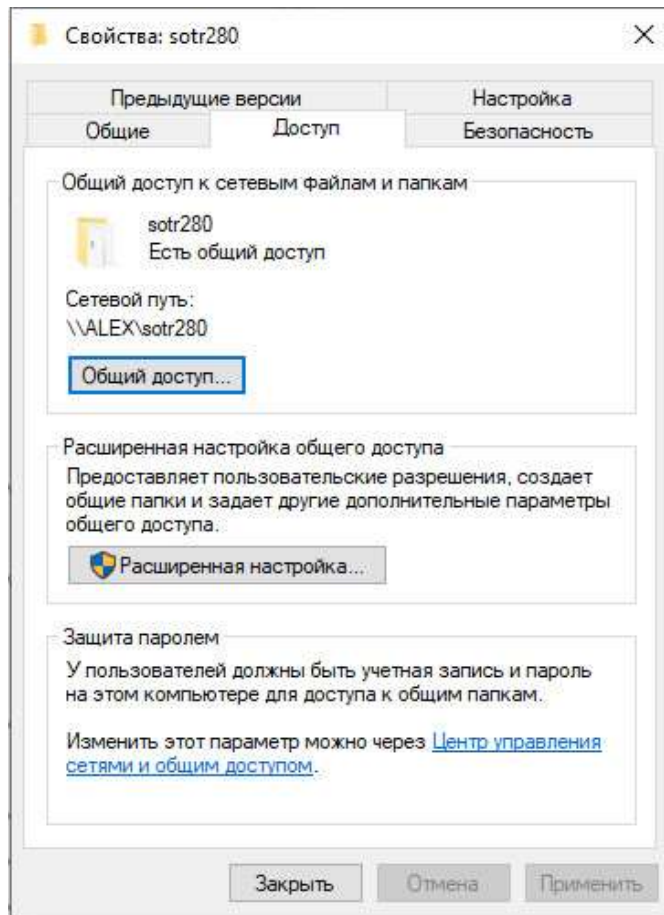 Свойства: sotr280
Предыдущие версии
Настройка
Общие
Доступ
Безопасность
Общий доступ к сетевым файлам и папкам
sotr280
Есть общий доступ
Сетевой путь:
\\ALEX\sotr280
Общий доступ...
Расширенная настройка общего доступа
Предоставляет пользовательские разрешения, создает
общие папки и задает другие дополнительные параметры
общего доступа.
Расширенная настройка...
Защита паролем
У пользователей должны быть учетная запись и пароль
на этом компьютере для доступа к общим папкам.
Изменить этот параметр можно через Центр управления
сетями и общим доступом.
Закрыть
Отмена
Применить